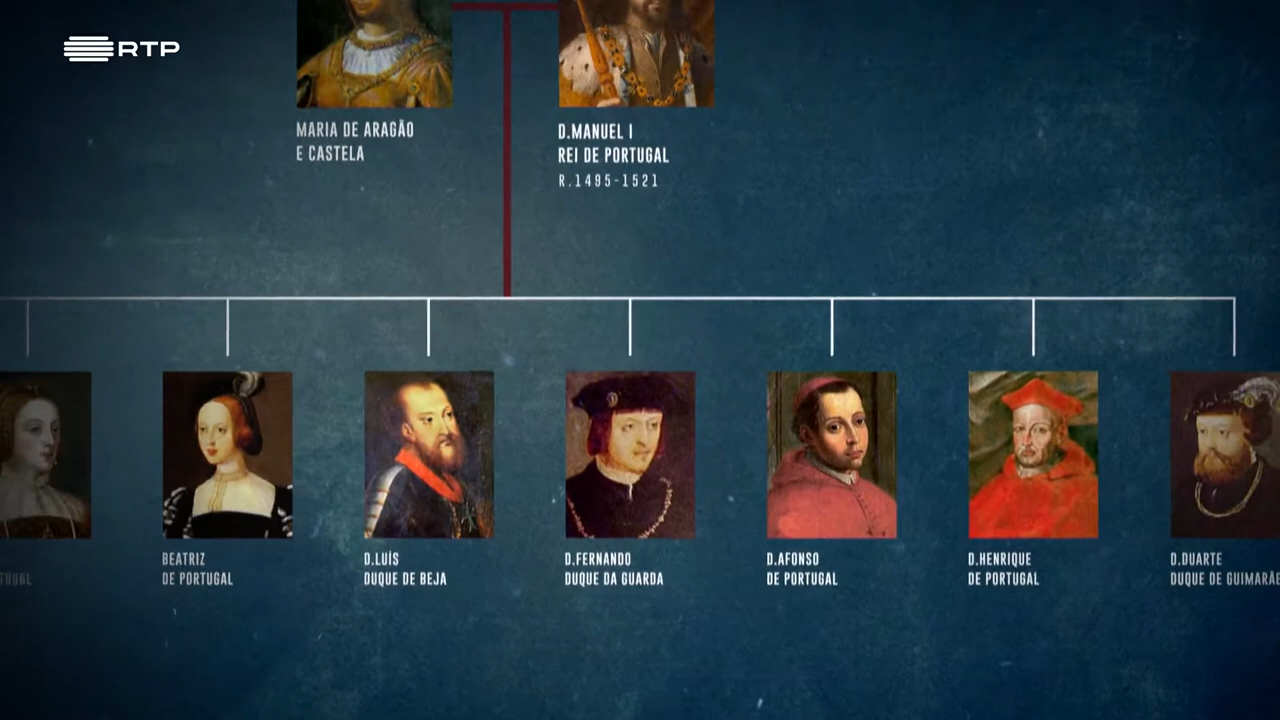 RTP
MARIA DE ARAGÃO
E CASTELA
D.MANUEL I
REI DE PORTUGAL
R.1495-1521
BEATRIZ
DE PORTUGAL
D.LUÍS
DUQUE DE BEJA
D.FERNANDO
DUQUE DA GUARDA
D.AFONSO
DE PORTUGAL
D.HENRIQUE
DE PORTUGAL
D.DUARTE
DUQUE DE GUIMARÃE